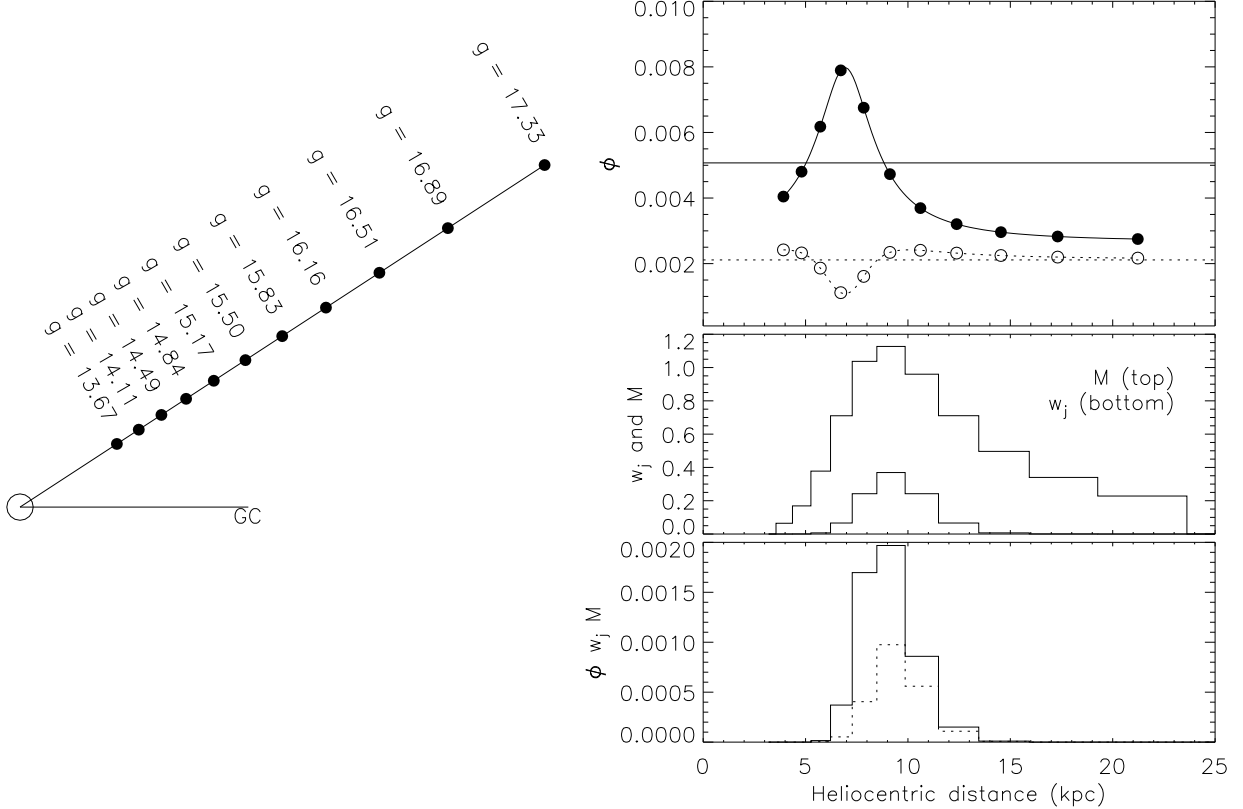 g = 17.33
g = 16.89
g = 16.51
g = 16.16
g = 15.83
g = 15.50
g = 15.17
g = 14.84
g = 14.49
g = 14.11
g = 13.67
GC
0.010
0.008
0.006
0.004
0.002
ϕ
1.2
1.0
0.8
0.6
0.4
0.2
0.0
w_j and M
M (top)
w_j (bottom)
0.0020
0.0015
0.0010
0.0005
0.0000
ϕ w_j M
0 5 10 15 20 25
Heliocentric distance (kpc)